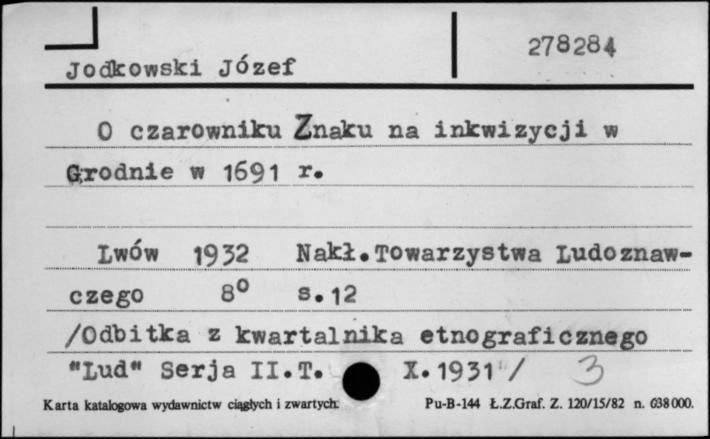 278284
Jodkowski Józef
O czarowniku Znaku na inkwizycji w
Grodnie w 1691 r.
Lwów 1932 Nakł.Towarzystwa Ludoznaw-
czego 8° s.12
/Odbitka z kwartalnika etnograficznego
"Lud" Serja II.T. X.1931 / 3
Karta katalogowa wydawnictw ciągłych i zwartych. Pu-B-144 Ł.Z.Graf. Z. 120/15/82 n. 638000.